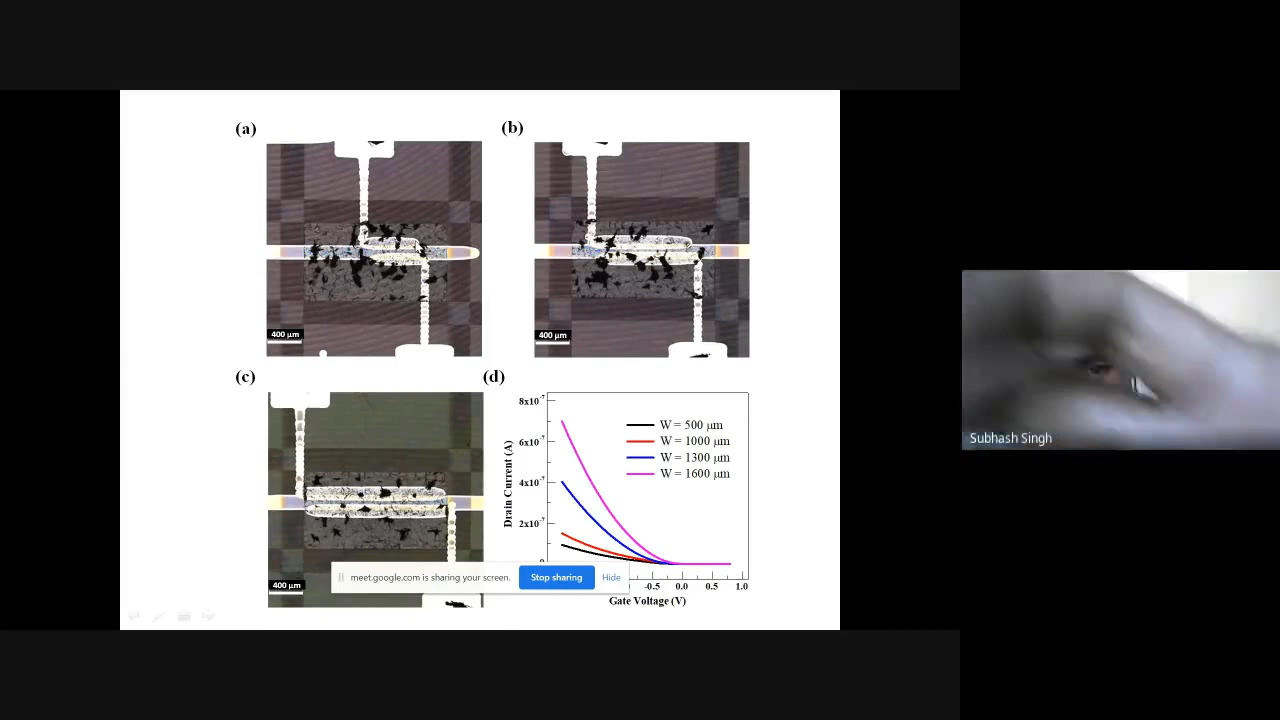 (a)
(b)
400 μm
400 μm
(c)
(d)
400 μm
8x10⁻⁷
6x10⁻⁷
4x10⁻⁷
2x10⁻⁷
Drain Current (A)
W = 500 μm
W = 1000 μm
W = 1300 μm
W = 1600 μm
-0.5 0.0 0.5 1.0
Gate Voltage (V)
meet.google.com is sharing your screen.
Stop sharing
Hide
Subhash Singh